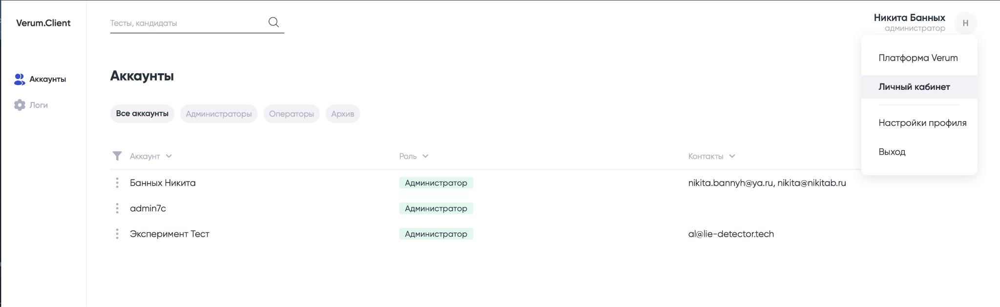 Verum.Client
Тесты, кандидаты
Никита Банных
администратор
Н
Платформа Verum
Личный кабинет
Настройки профиля
Выход
Аккаунты
Логи
Аккаунты
Все аккаунты Администраторы Операторы Архив
Аккаунт Роль Контакты
Банных Никита Администратор nikita.bannyh@ya.ru, nikita@nikitab.ru
admin7c Администратор
Эксперимент Тест Администратор al@lie-detector.tech